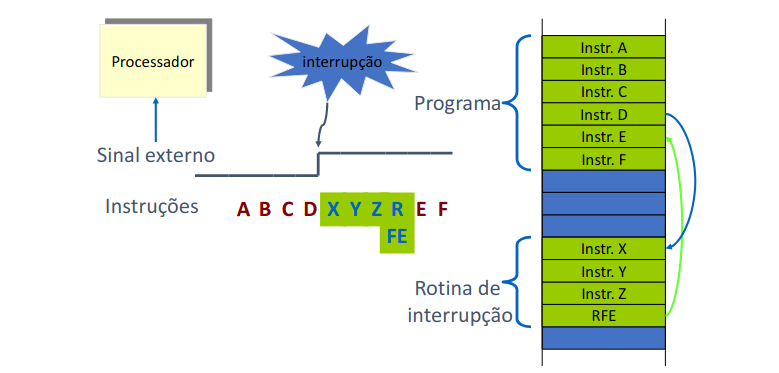 Processador
interrupção
Sinal externo
Instruções
A B C D X Y Z R E F
FE
Programa
Instr. A
Instr. B
Instr. C
Instr. D
Instr. E
Instr. F
Rotina de
interrupção
Instr. X
Instr. Y
Instr. Z
RFE